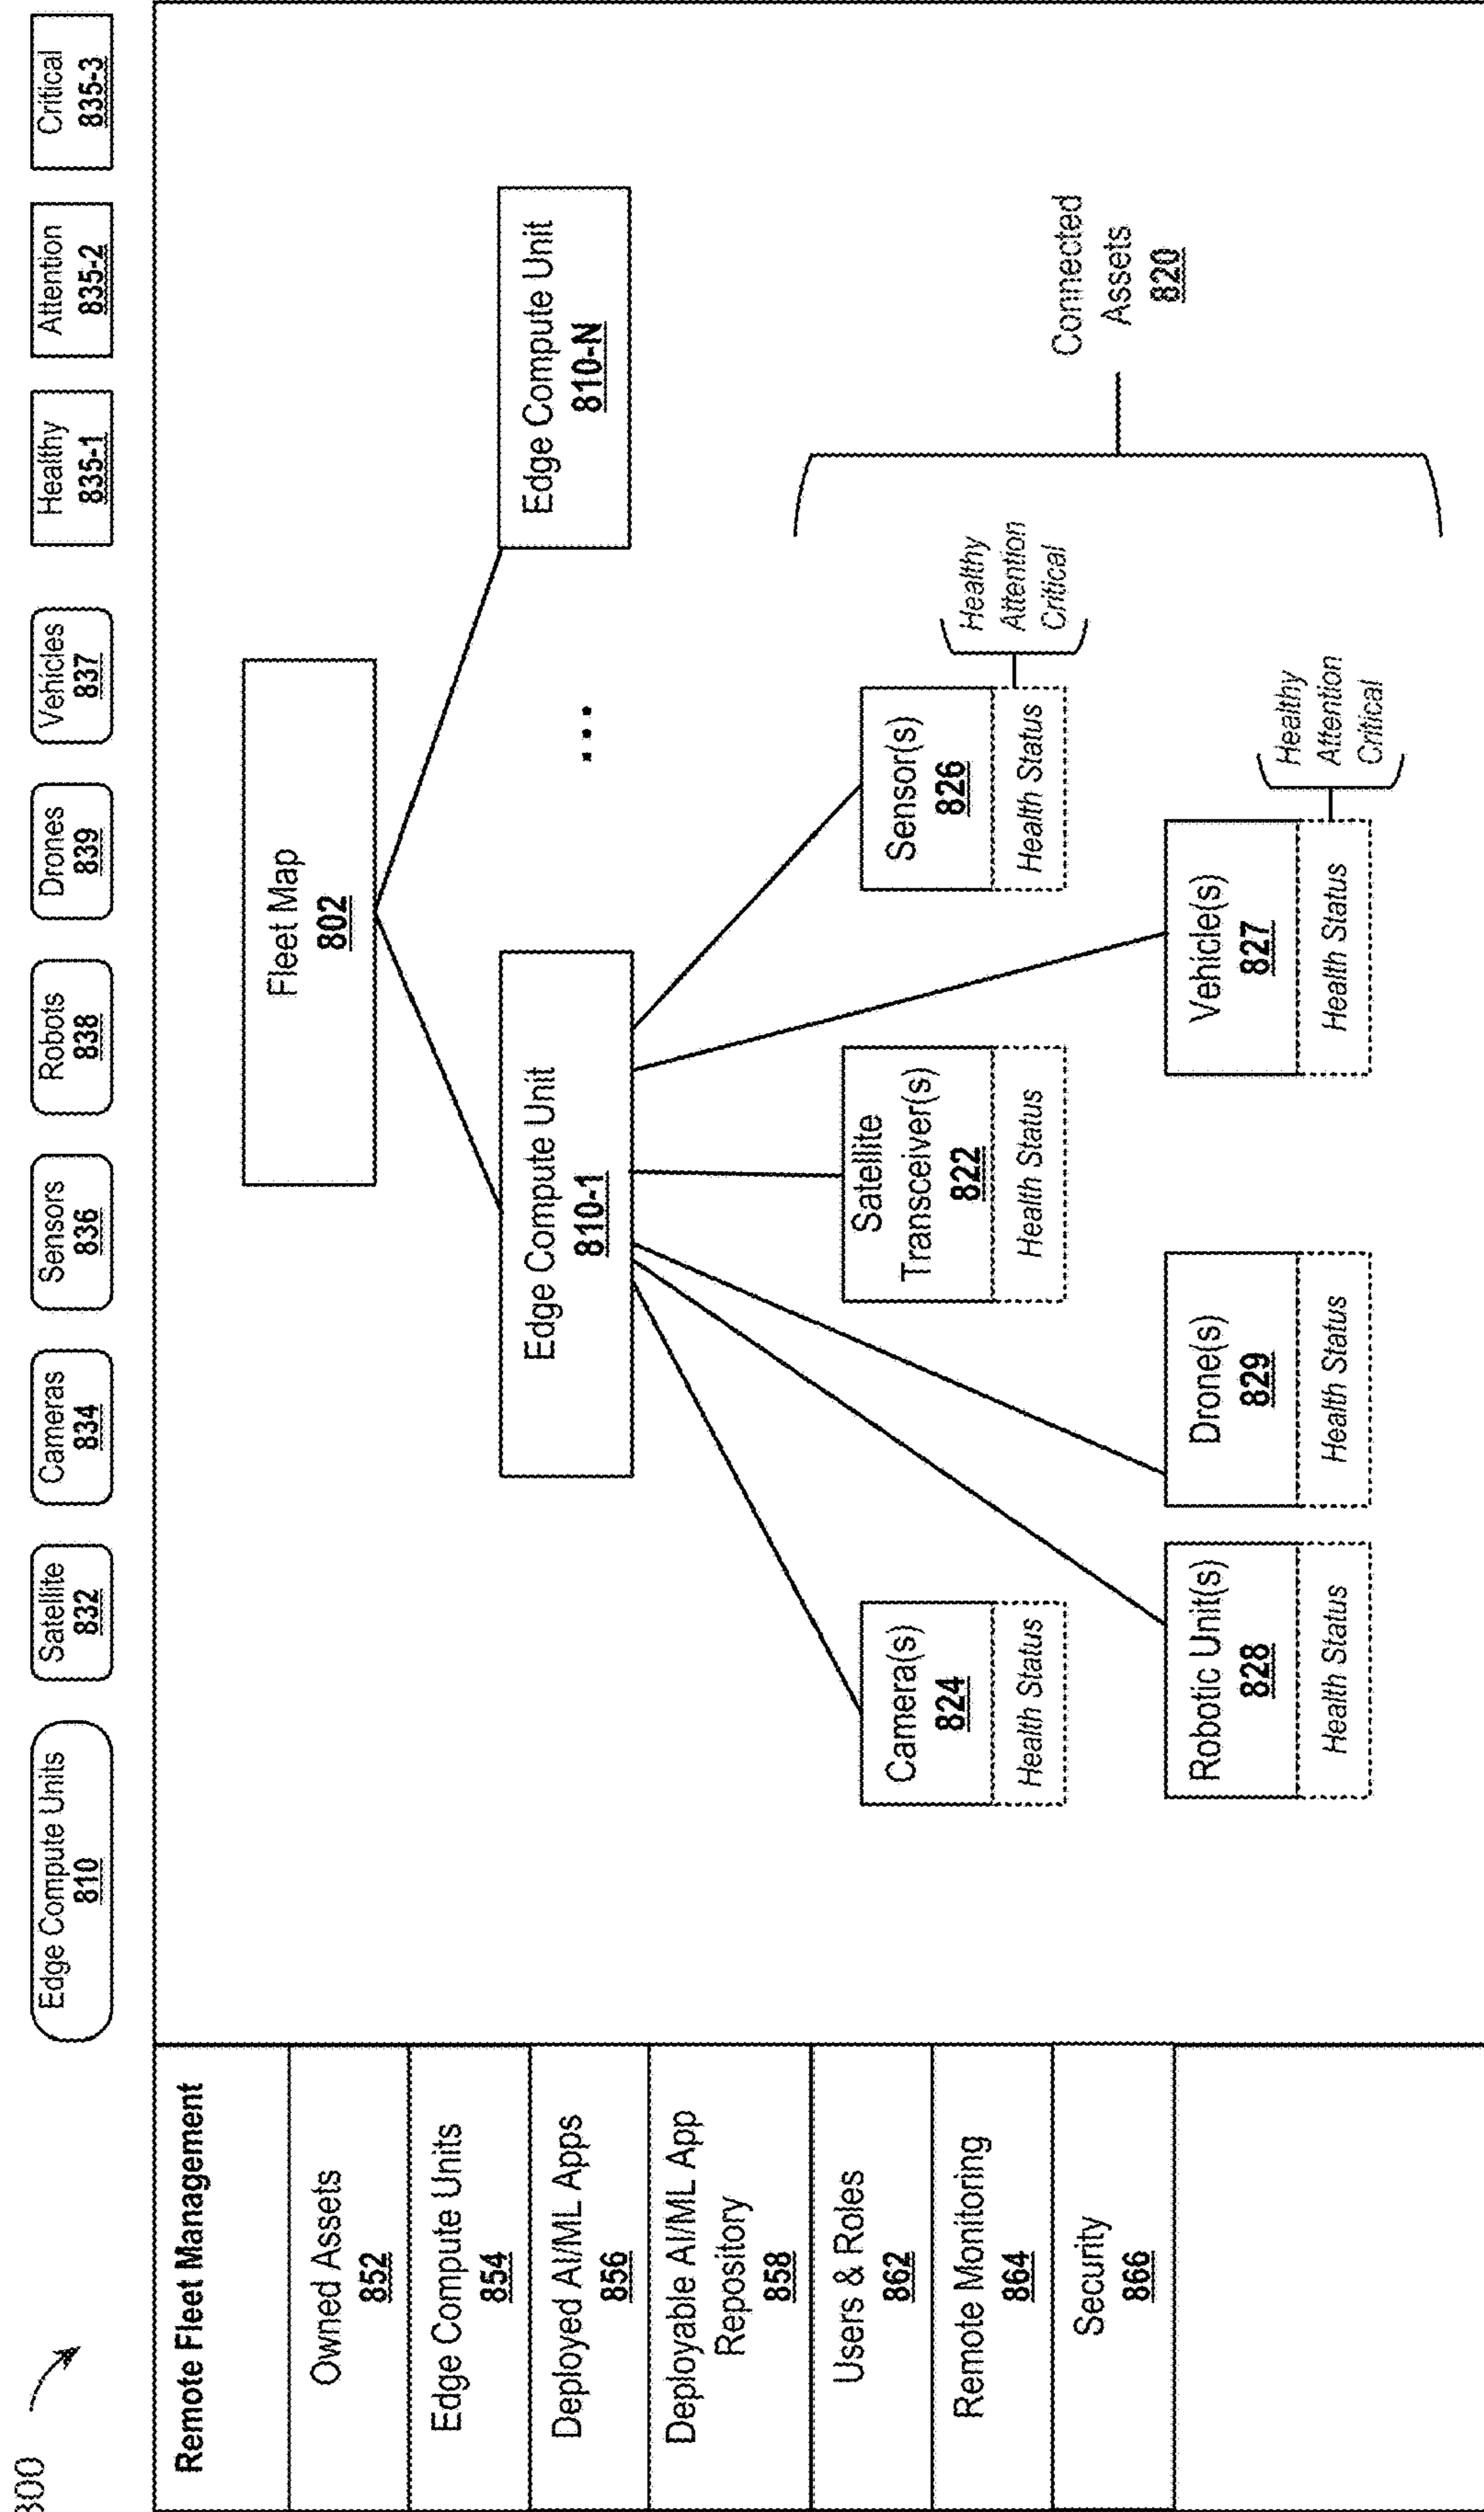 Edge Compute Units
810
Satellite
832
Cameras
834
Sensors
836
Robots
838
Drones
839
Vehicles
837
Healthy
835-1
Attention
835-2
Critical
835-3
Remote Fleet Management
Owned Assets
852
Edge Compute Units
854
Deployed AI/ML Apps
856
Deployable AI/ML App
Repository
858
Users & Roles
862
Remote Monitoring
864
Security
866
Fleet Map
802
Edge Compute Unit
810-1
...
Edge Compute Unit
810-N
Camera(s)
824
Health Status
Satellite
Transceiver(s)
822
Health Status
Sensor(s)
826
Health Status
Healthy
Attention
Critical
Robotic Unit(s)
828
Health Status
Drone(s)
829
Health Status
Vehicle(s)
827
Health Status
Healthy
Attention
Critical
Connected
Assets
820